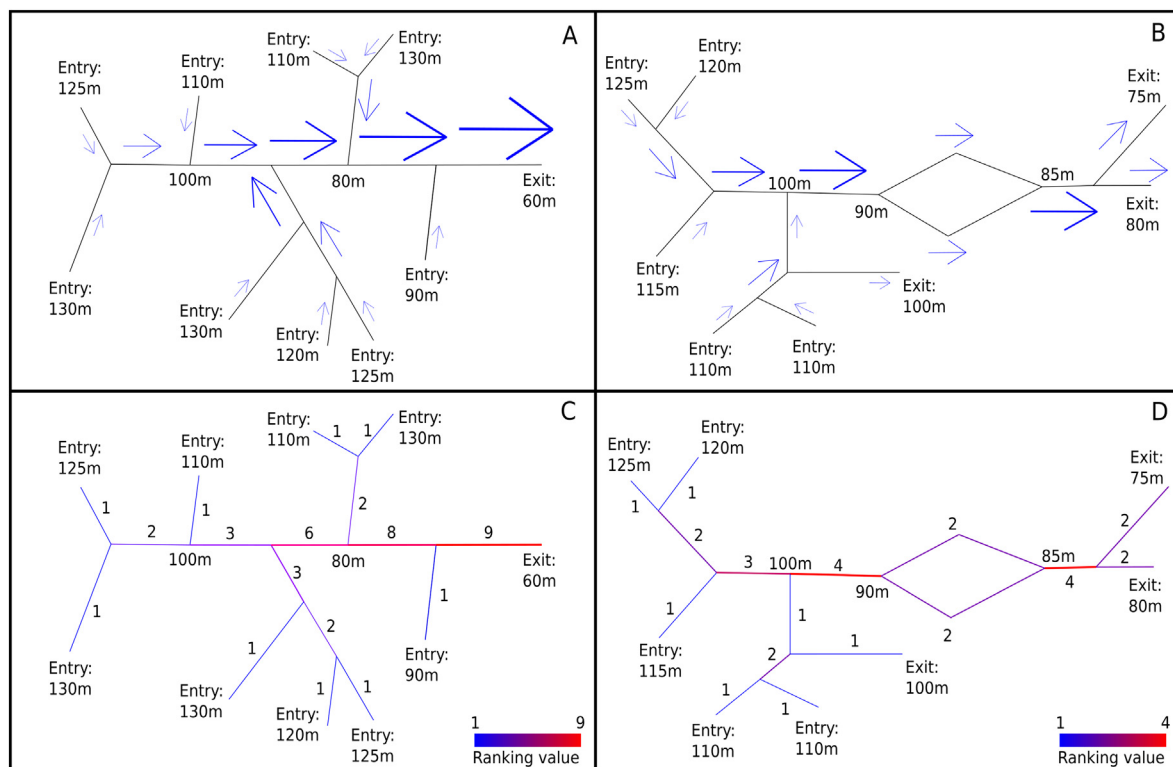 A
Entry:
110m
Entry:
130m
Entry:
125m
Entry:
110m
100m
80m
Exit:
60m
Entry:
130m
Entry:
130m
Entry:
120m
Entry:
125m
Entry:
90m
B
Entry:
125m
Entry:
120m
Exit:
75m
100m
90m
85m
Exit:
80m
Entry:
115m
Exit:
100m
Entry:
110m
Entry:
110m
C
Entry:
110m
1
1
Entry:
130m
Entry:
125m
Entry:
110m
1
1
2
2
3
6
8
9
100m
80m
Exit:
60m
3
1
1
2
1
Entry:
130m
Entry:
130m
1
1
Entry:
120m
Entry:
125m
Entry:
90m
1
9
Ranking value
D
Entry:
125m
Entry:
120m
Exit:
75m
1
1
2
2
2
3
100m
4
90m
85m
4
2
Exit:
80m
1
1
2
Entry:
115m
2
1
Exit:
100m
1
1
Entry:
110m
Entry:
110m
1
4
Ranking value